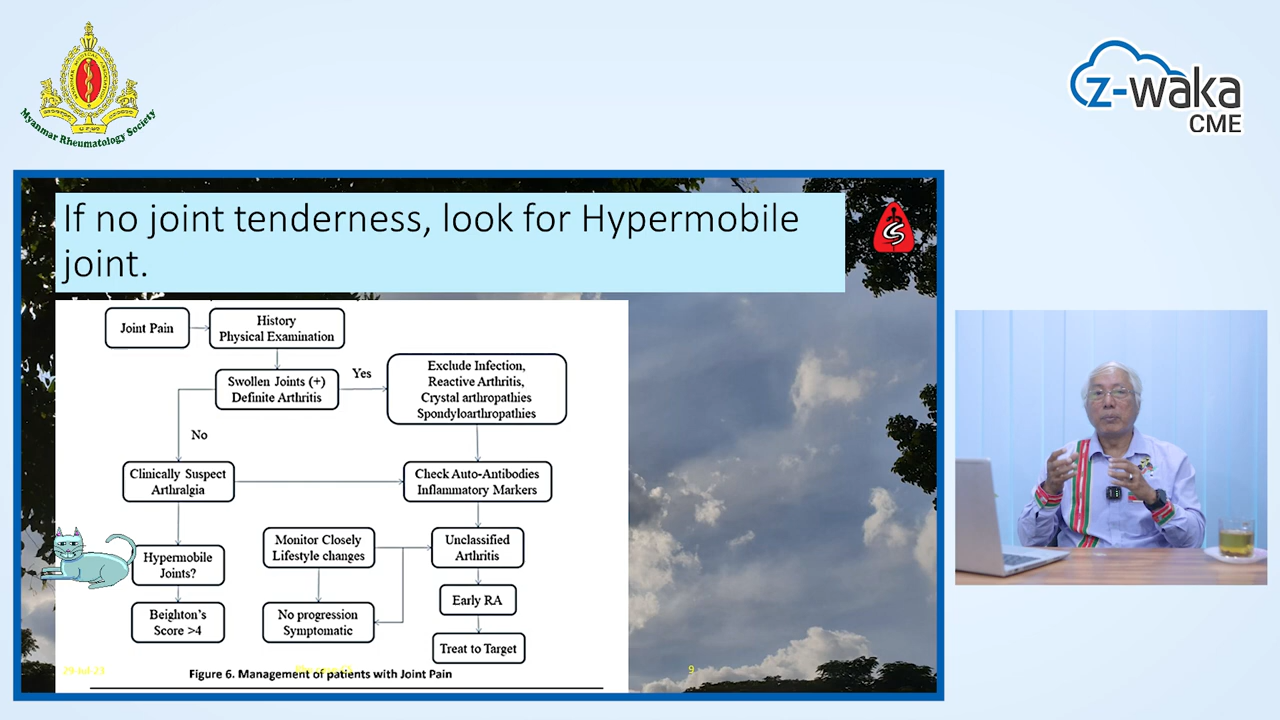 Myanmar Rheumatology Society
z-waka
CME
If no joint tenderness, look for Hypermobile
joint.
Joint Pain
History
Physical Examination
Swollen Joints (+)
Definite Arthritis
Yes
Exclude Infection,
Reactive Arthritis,
Crystal arthropathies
Spondyloarthropathies
No
Clinically Suspect
Arthralgia
Check Auto-Antibodies
Inflammatory Markers
Hypermobile
Joints?
Monitor Closely
Lifestyle changes
Unclassified
Arthritis
Beighton's
Score >4
No progression
Symptomatic
Early RA
Treat to Target
29-Jul-23
9
Figure 6. Management of patients with Joint Pain